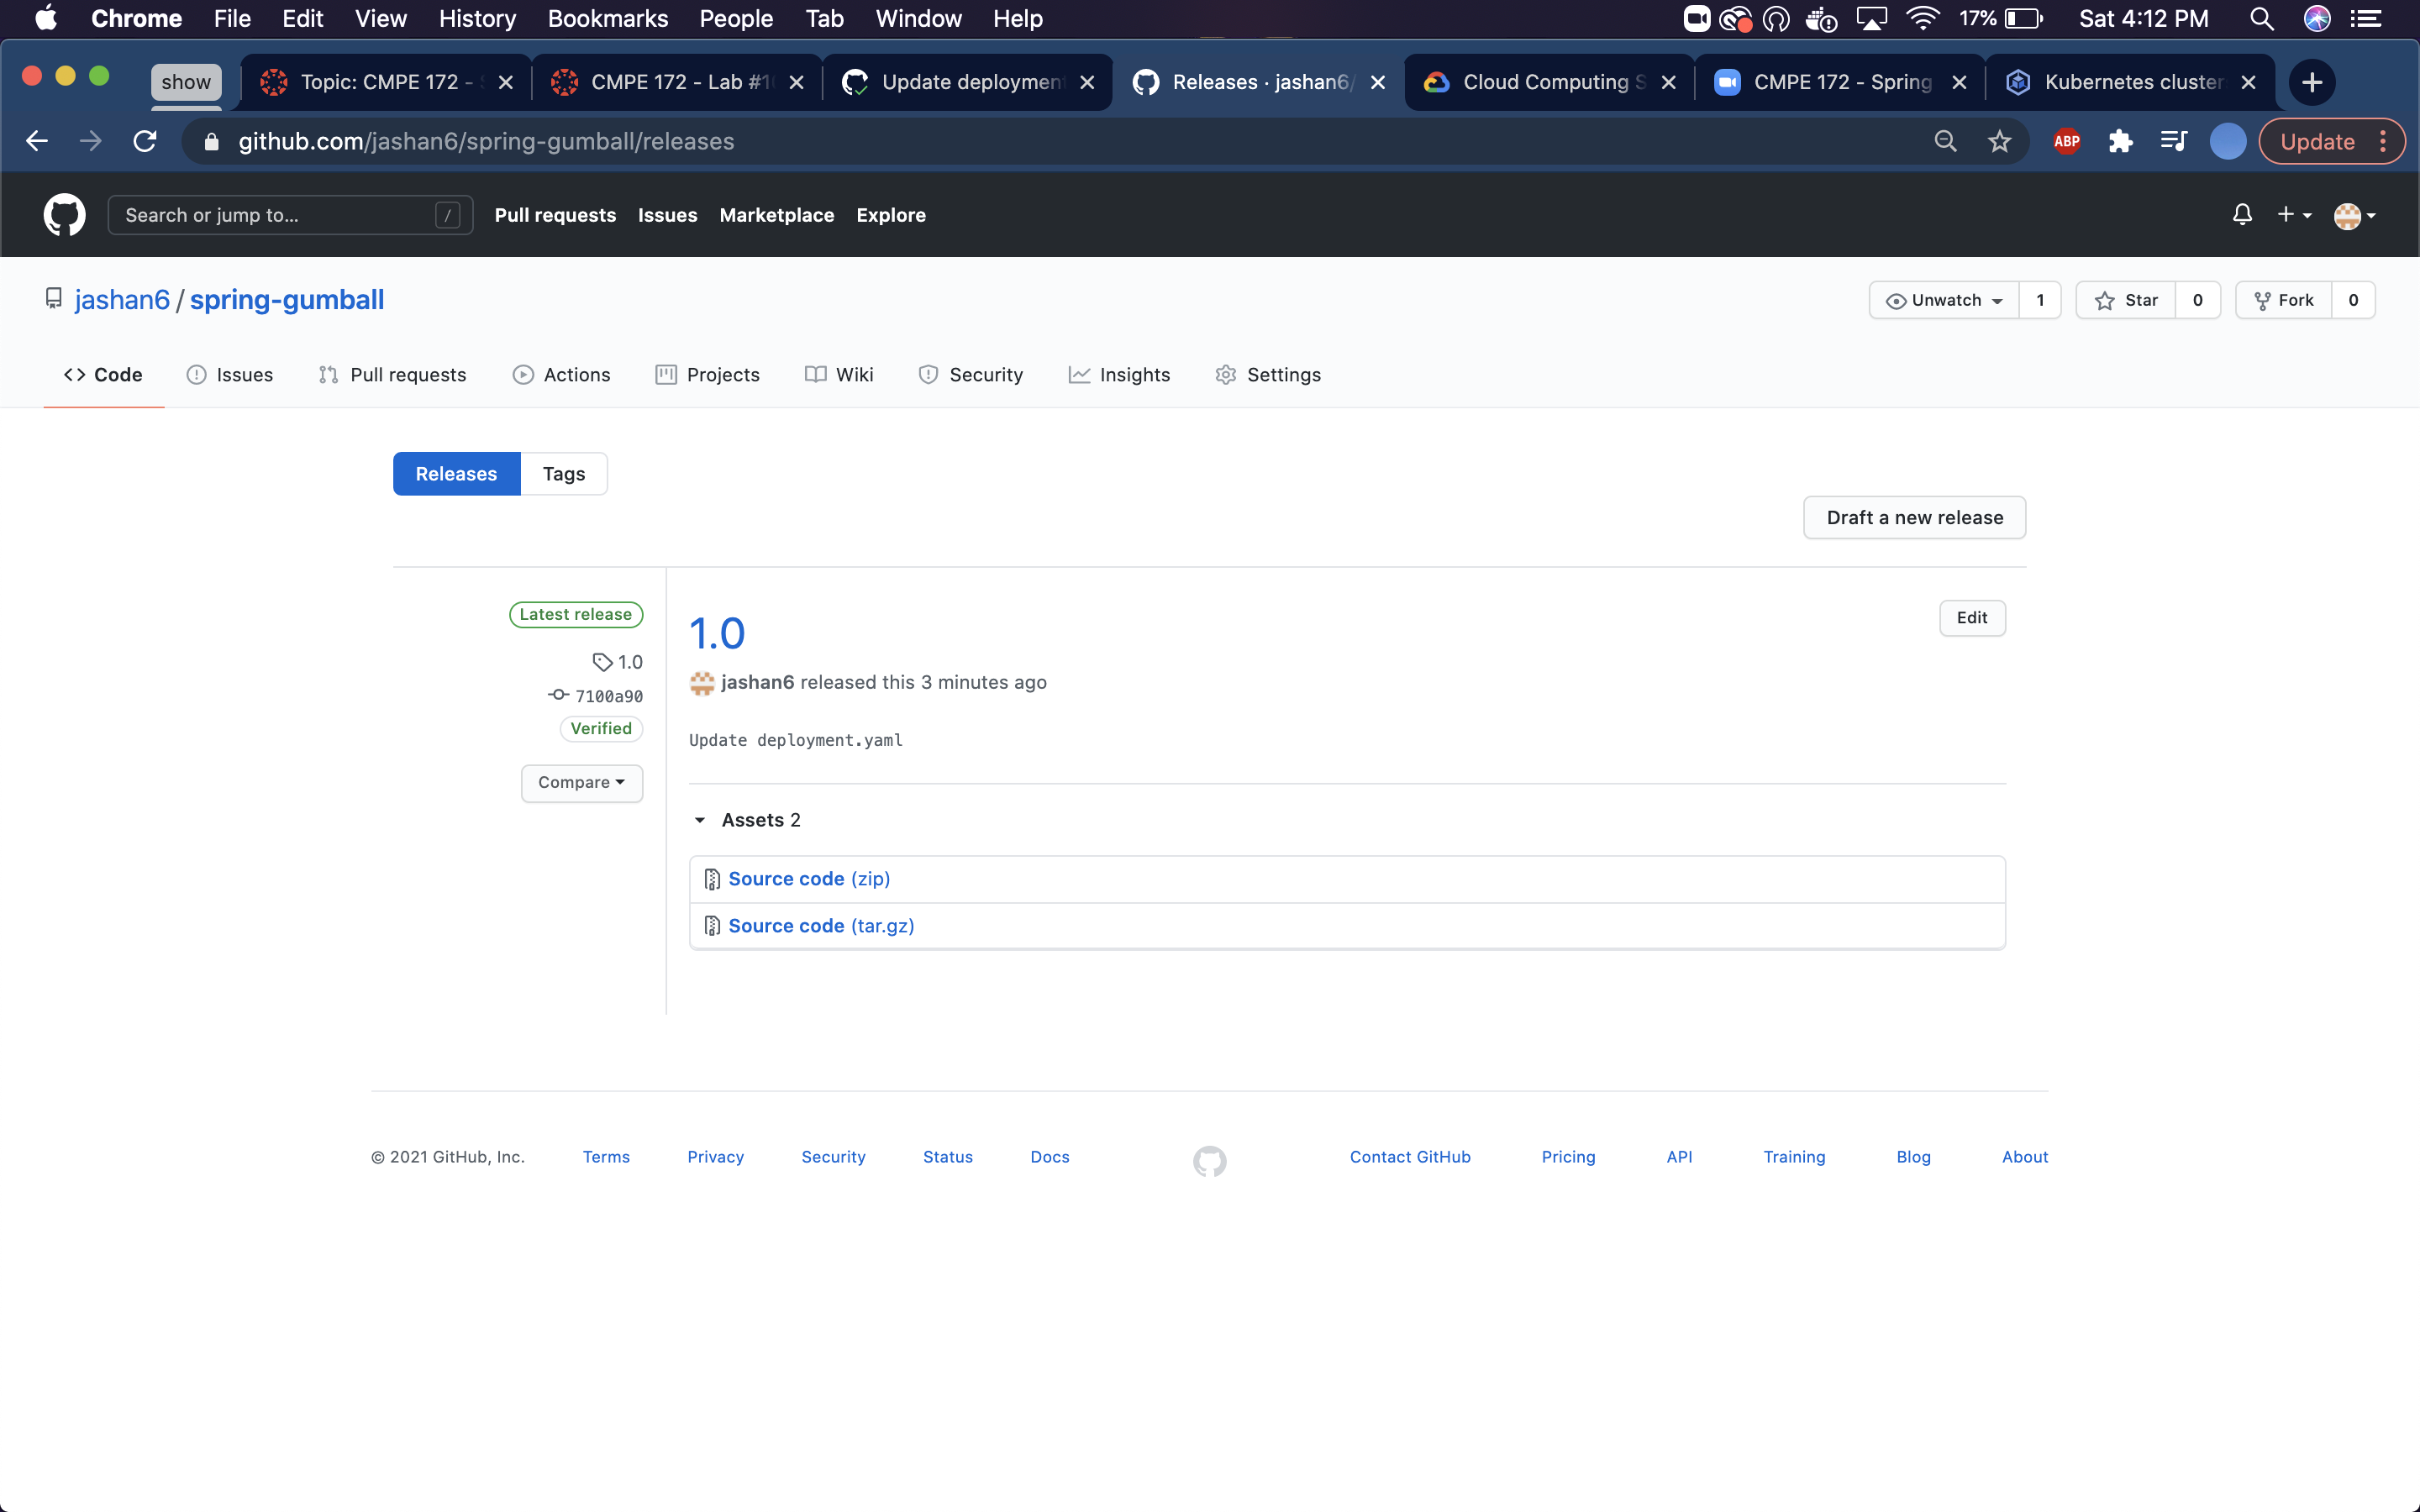 Chrome File Edit View History Bookmarks People Tab Window Help 17% Sat 4:12 PM
show Topic: CMPE 172 - CMPE 172 - Lab #1 Update deploymen Releases · jashan6/ Cloud Computing S CMPE 172 - Spring Kubernetes cluster
github.com/jashan6/spring-gumball/releases ABP Update
Search or jump to... / Pull requests Issues Marketplace Explore
jashan6 / spring-gumball Unwatch 1 Star 0 Fork 0
Code Issues Pull requests Actions Projects Wiki Security Insights Settings
Releases Tags
Draft a new release
Latest release
1.0
7100a90
Verified
Compare
1.0
Edit
jashan6 released this 3 minutes ago
Update deployment.yaml
Assets 2
Source code (zip)
Source code (tar.gz)
© 2021 GitHub, Inc. Terms Privacy Security Status Docs Contact GitHub Pricing API Training Blog About